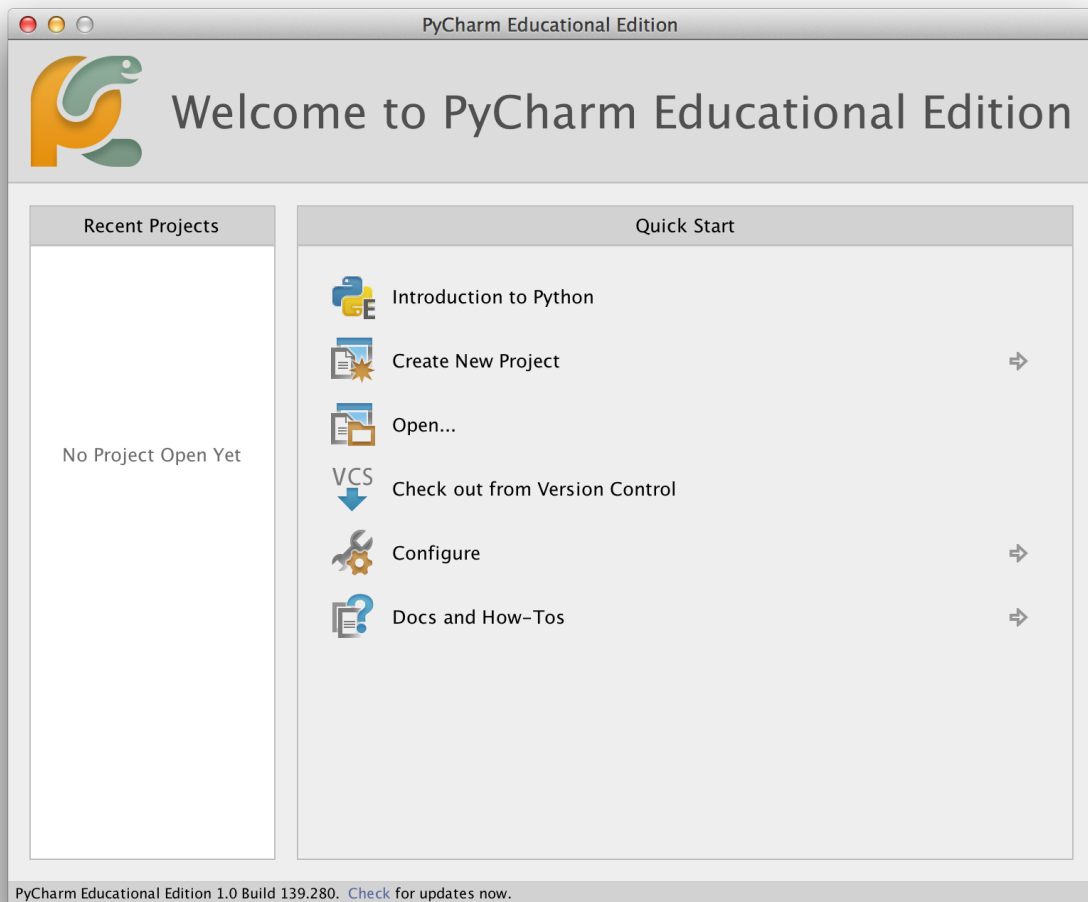 PyCharm Educational Edition
Welcome to PyCharm Educational Edition
Recent Projects
No Project Open Yet
Quick Start
E
Introduction to Python
Create New Project
Open...
VCS
Check out from Version Control
Configure
?
Docs and How-Tos
PyCharm Educational Edition 1.0 Build 139.280. Check for updates now.